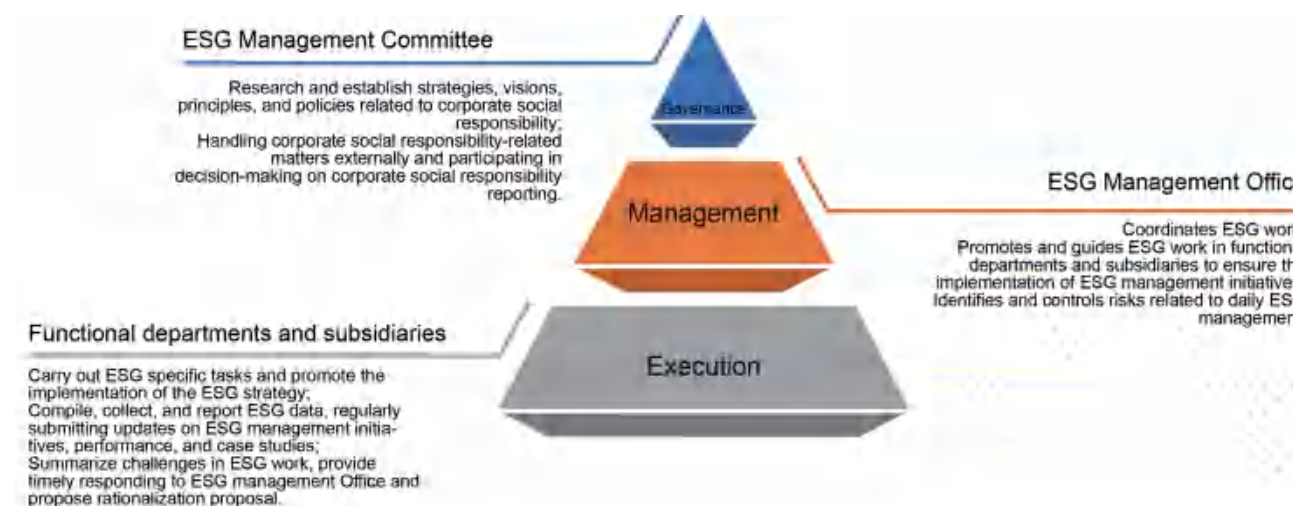 ESG Management Committee
Research and establish strategies, visions,
principles, and policies related to corporate social
responsibility;
Handling corporate social responsibility-related
matters externally and participating in
decision-making on corporate social responsibility
reporting.
Governance
Management
ESG Management Offic
Coordinates ESG wor
Promotes and guides ESG work in function
departments and subsidiaries to ensure th
implementation of ESG management initiative
Identifies and controls risks related to daily ES
managemen
Execution
Functional departments and subsidiaries
Carry out ESG specific tasks and promote the
implementation of the ESG strategy;
Compile, collect, and report ESG data, regularly
submitting updates on ESG management initia-
tives, performance, and case studies;
Summarize challenges in ESG work, provide
timely responding to ESG management Office and
propose rationalization proposal.